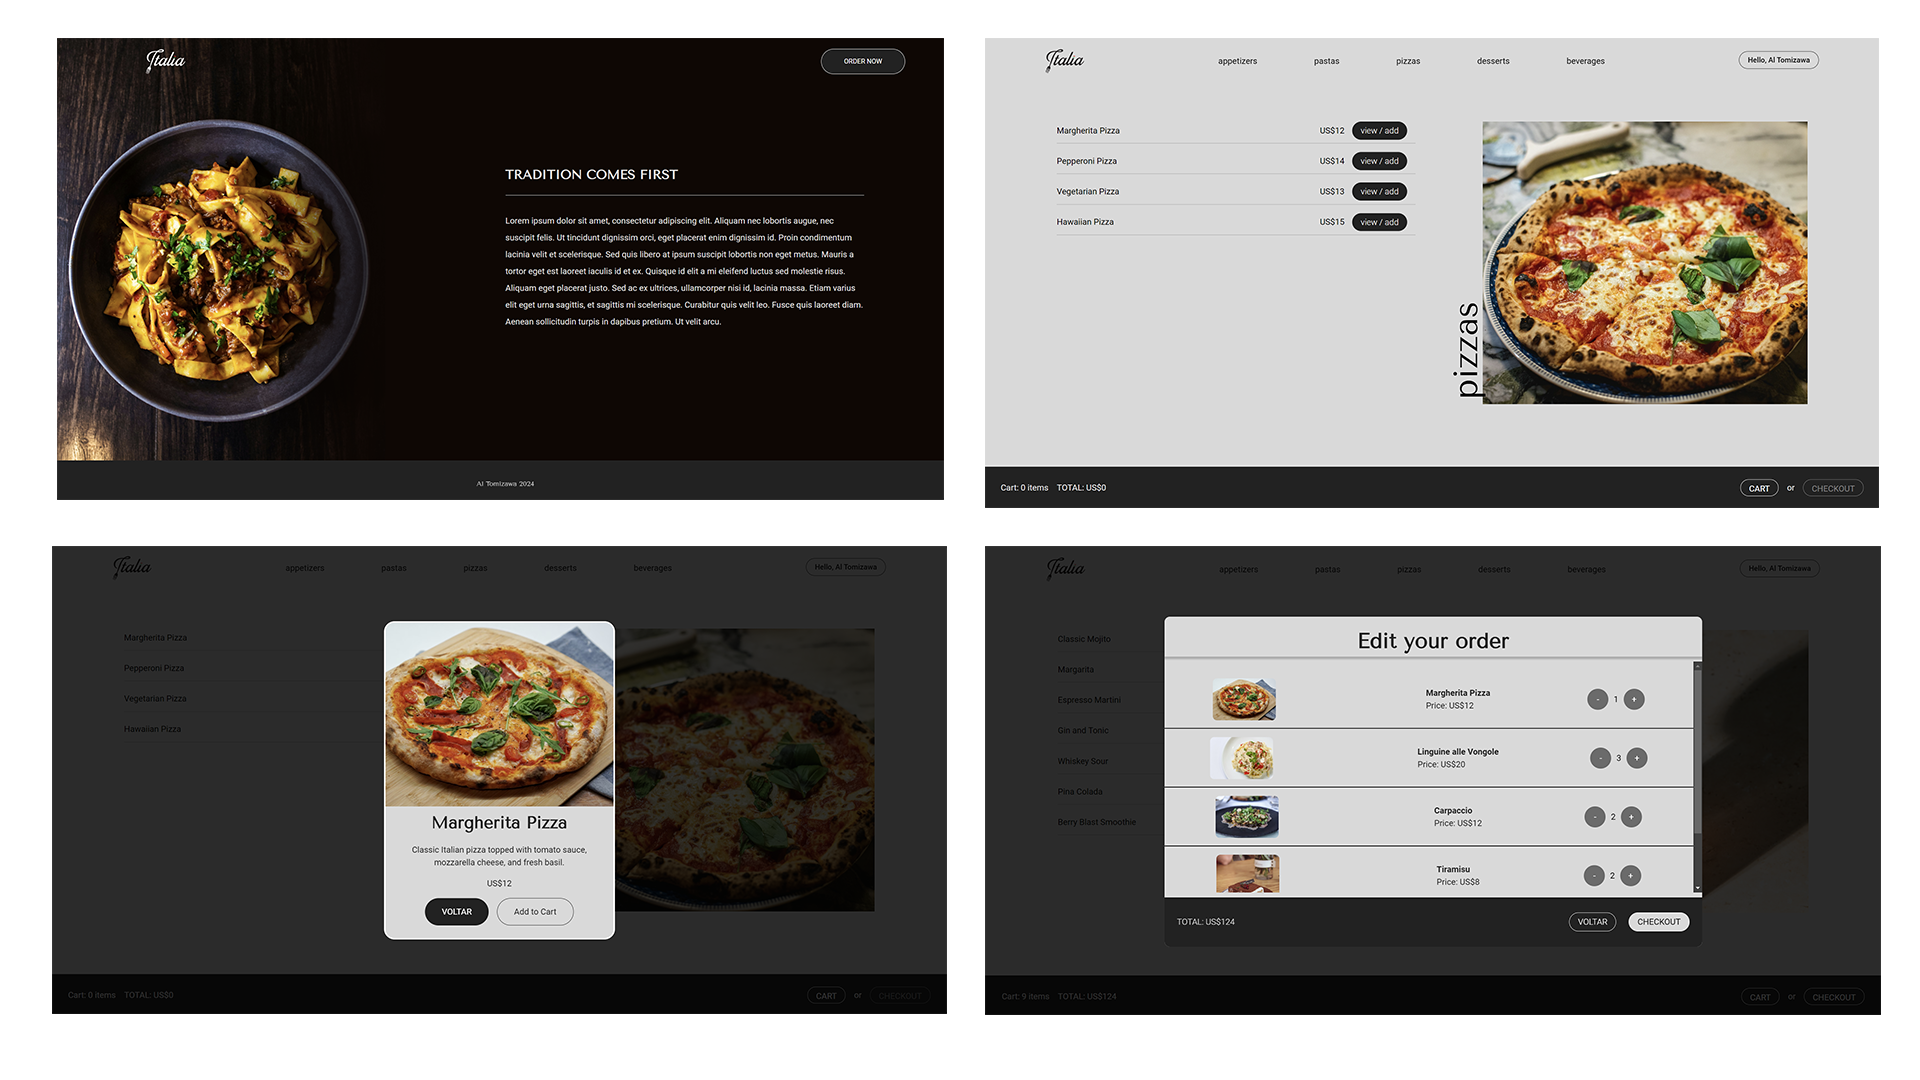 Italia
ORDER NOW
TRADITION COMES FIRST
Lorem ipsum dolor sit amet, consectetur adipiscing elit. Aliquam nec lobortis augue, nec
suscipit felis. Ut tincidunt dignissim orci, eget placerat enim dignissim id. Proin condimentum
lacinia velit et scelerisque. Sed quis libero at ipsum suscipit lobortis non eget metus. Mauris a
tortor eget est laoreet iaculis id et ex. Quisque id elit a mi eleifend luctus sed molestie risus.
Aliquam eget placerat justo. Sed ac ex ultrices, ullamcorper nisi id, lacinia massa. Etiam varius
elit eget urna sagittis, et sagittis mi scelerisque. Curabitur quis velit leo. Fusce quis laoreet diam.
Aenean sollicitudin turpis in dapibus pretium. Ut velit arcu.
Al Tomizawa 2024
Italia appetizers pastas pizzas desserts beverages Hello, Al Tomizawa
Margherita Pizza US$12 view / add
Pepperoni Pizza US$14 view / add
Vegetarian Pizza US$13 view / add
Hawaiian Pizza US$15 view / add
pizzas
Cart: 0 items TOTAL: US$0 CART or CHECKOUT
Italia appetizers pastas pizzas desserts beverages Hello, Al Tomizawa
Margherita Pizza
Pepperoni Pizza
Vegetarian Pizza
Hawaiian Pizza
Margherita Pizza
Classic Italian pizza topped with tomato sauce,
mozzarella cheese, and fresh basil.
US$12
VOLTAR Add to Cart
Cart: 0 items TOTAL: US$0 CART or CHECKOUT
Italia appetizers pastas pizzas desserts beverages Hello, Al Tomizawa
Classic Mojito
Margarita
Espresso Martini
Gin and Tonic
Whiskey Sour
Pina Colada
Berry Blast Smoothie
Edit your order
Margherita Pizza
Price: US$12
- 1 +
Linguine alle Vongole
Price: US$20
- 3 +
Carpaccio
Price: US$12
- 2 +
Tiramisu
Price: US$8
- 2 +
TOTAL: US$124 VOLTAR CHECKOUT
Cart: 9 items TOTAL: US$124 CART or CHECKOUT